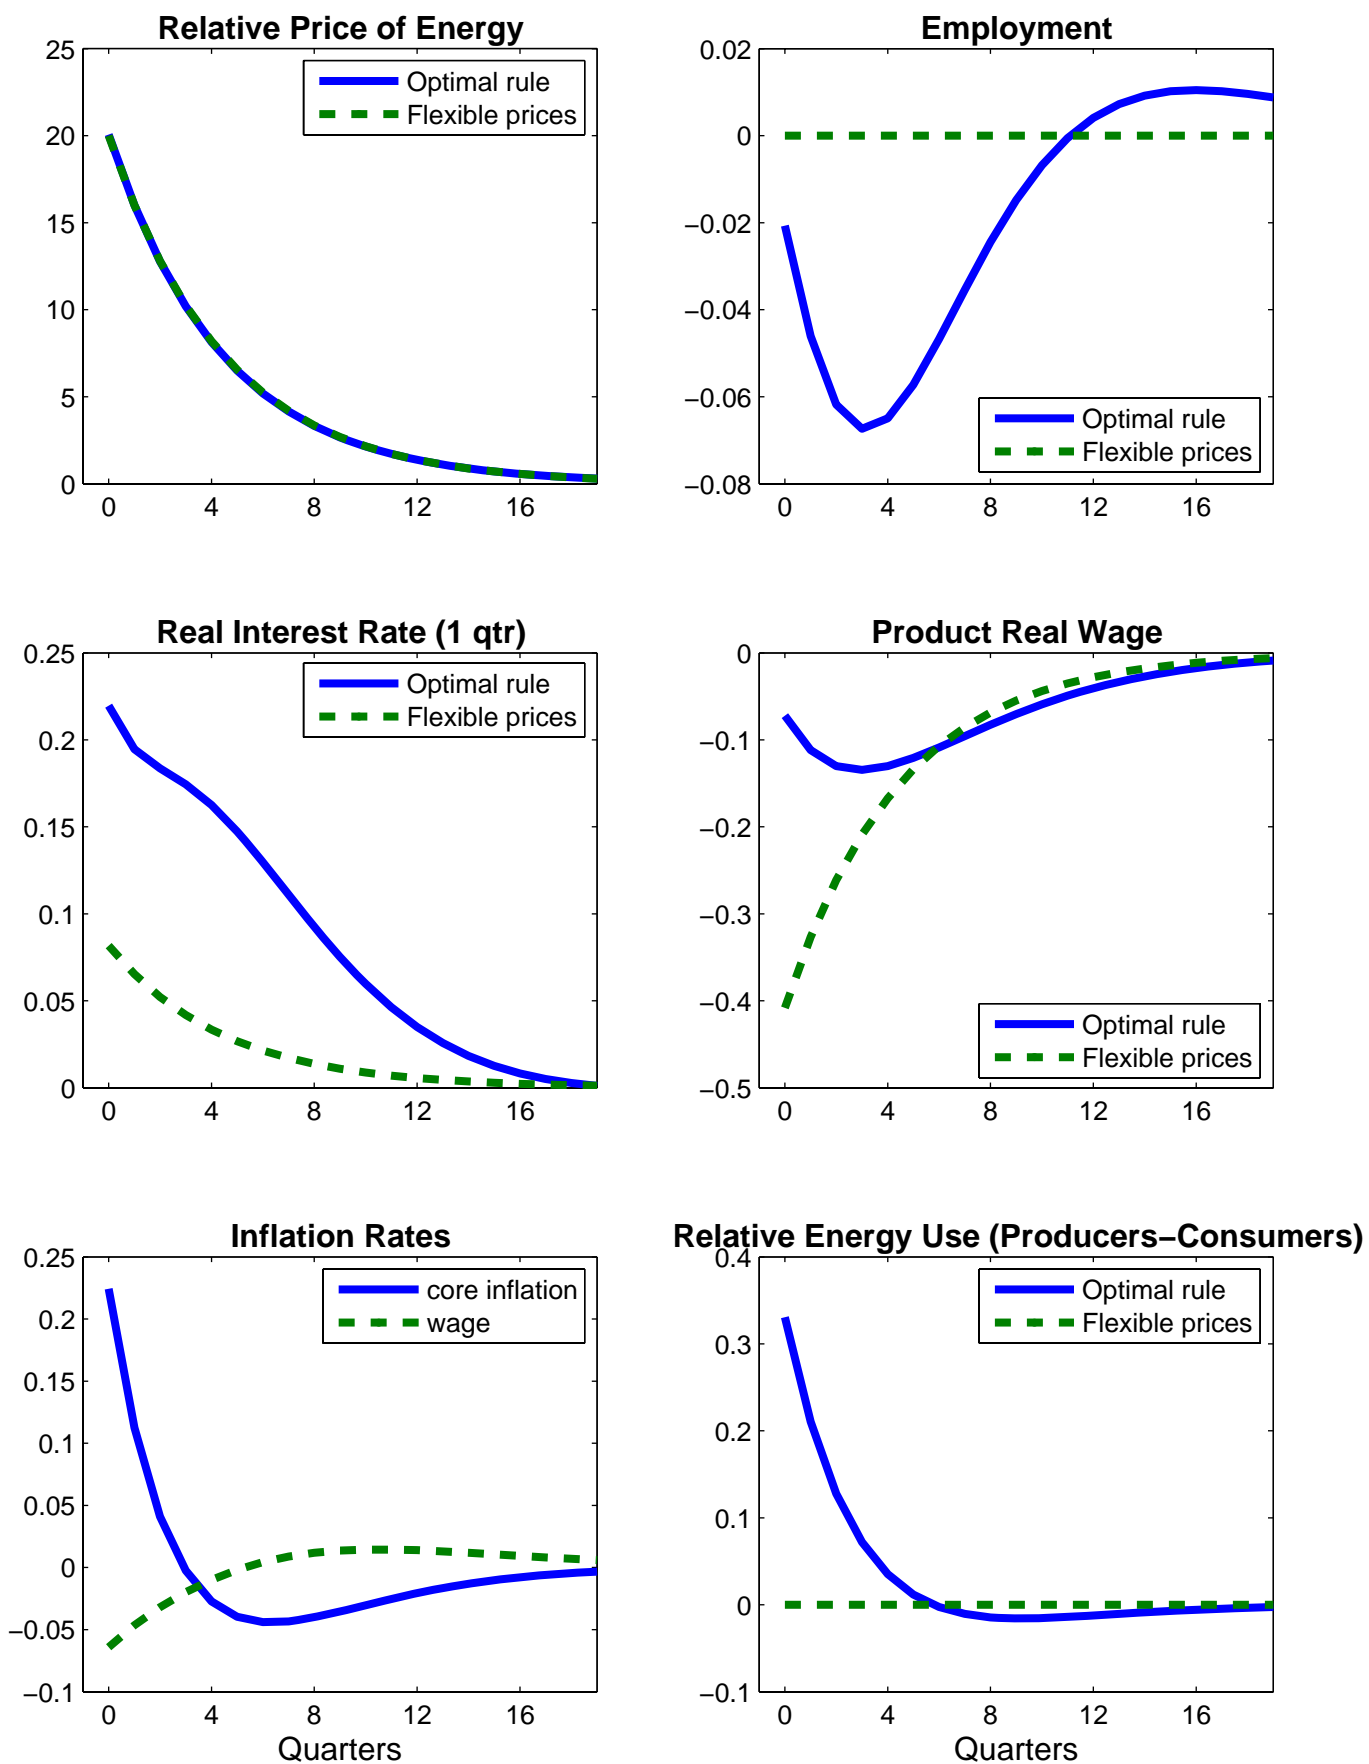 Relative Price of Energy
25
20
15
10
5
0
0 4 8 12 16
Optimal rule
Flexible prices
Employment
0.02
0
−0.02
−0.04
−0.06
−0.08
0 4 8 12 16
Optimal rule
Flexible prices
Real Interest Rate (1 qtr)
0.25
0.2
0.15
0.1
0.05
0
0 4 8 12 16
Optimal rule
Flexible prices
Product Real Wage
0
−0.1
−0.2
−0.3
−0.4
−0.5
0 4 8 12 16
Optimal rule
Flexible prices
Inflation Rates
0.25
0.2
0.15
0.1
0.05
0
−0.05
−0.1
0 4 8 12 16
core inflation
wage
Quarters
Relative Energy Use (Producers−Consumers)
0.4
0.3
0.2
0.1
0
−0.1
0 4 8 12 16
Optimal rule
Flexible prices
Quarters